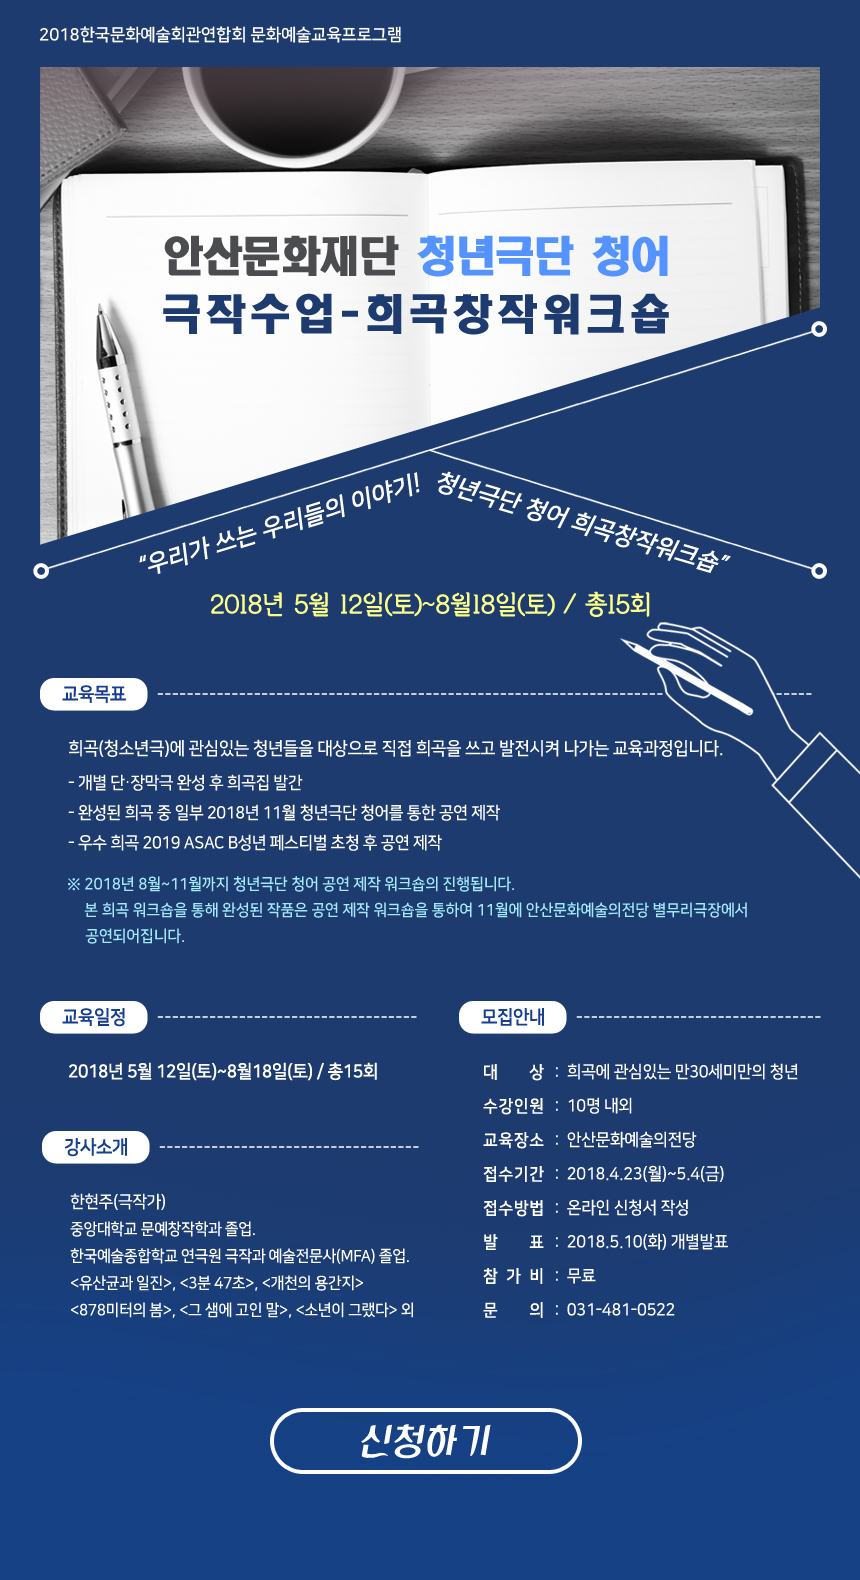 2018한국문화예술회관연합회 문화예술교육프로그램
안산문화재단 청년극단 청어
극작수업-희곡창작워크숍
“우리가 쓰는 우리들의 이야기! 청년극단 청어 희곡창작워크숍”
2018년 5월 12일(토)~8월18일(토) / 총15회
교육목표
희곡(청소년극)에 관심있는 청년들을 대상으로 직접 희곡을 쓰고 발전시켜 나가는 교육과정입니다.
- 개별 단·장막극 완성 후 희곡집 발간
- 완성된 희곡 중 일부 2018년 11월 청년극단 청어를 통한 공연 제작
- 우수 희곡 2019 ASAC B성년 페스티벌 초청 후 공연 제작
※ 2018년 8월~11월까지 청년극단 청어 공연 제작 워크숍의 진행됩니다.
본 희곡 워크숍을 통해 완성된 작품은 공연 제작 워크숍을 통하여 11월에 안산문화예술의전당 별무리극장에서
공연되어집니다.
교육일정
2018년 5월 12일(토)~8월18일(토) / 총15회
강사소개
한현주(극작가)
중앙대학교 문예창작학과 졸업.
한국예술종합학교 연극원 극작과 예술전문사(MFA) 졸업.
<유산균과 일진>, <3분 47초>, <개천의 용간지>
<878미터의 봄>, <그 샘에 고인 말>, <소년이 그랬다> 외
모집안내
대 상 : 희곡에 관심있는 만30세미만의 청년
수강인원 : 10명 내외
교육장소 : 안산문화예술의전당
접수기간 : 2018.4.23(월)~5.4(금)
접수방법 : 온라인 신청서 작성
발 표 : 2018.5.10(화) 개별발표
참 가 비 : 무료
문 의 : 031-481-0522
신청하기